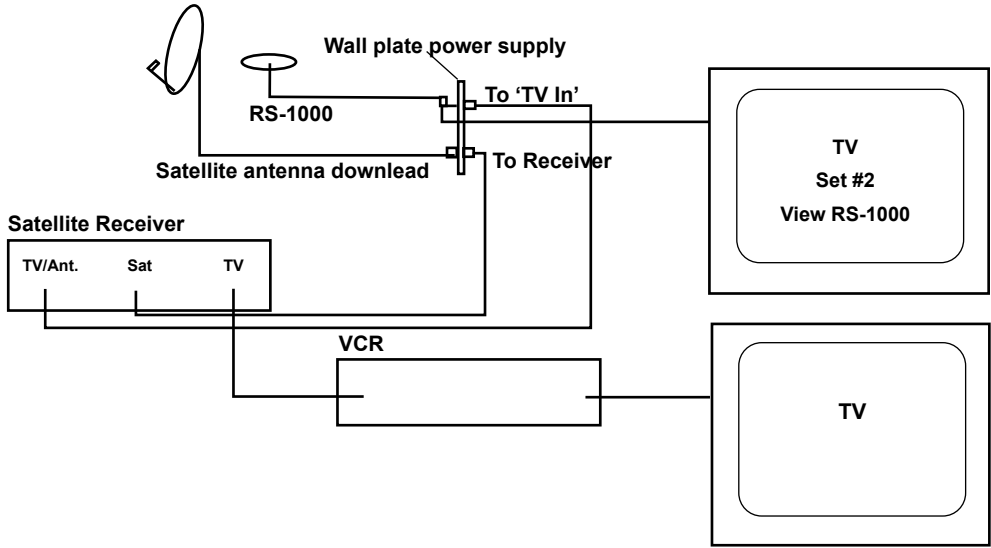 Wall plate power supply
To ‘TV In’
RS-1000
To Receiver
Satellite antenna downlead
TV
Set #2
View RS-1000
Satellite Receiver
TV/Ant.
Sat
TV
VCR
TV